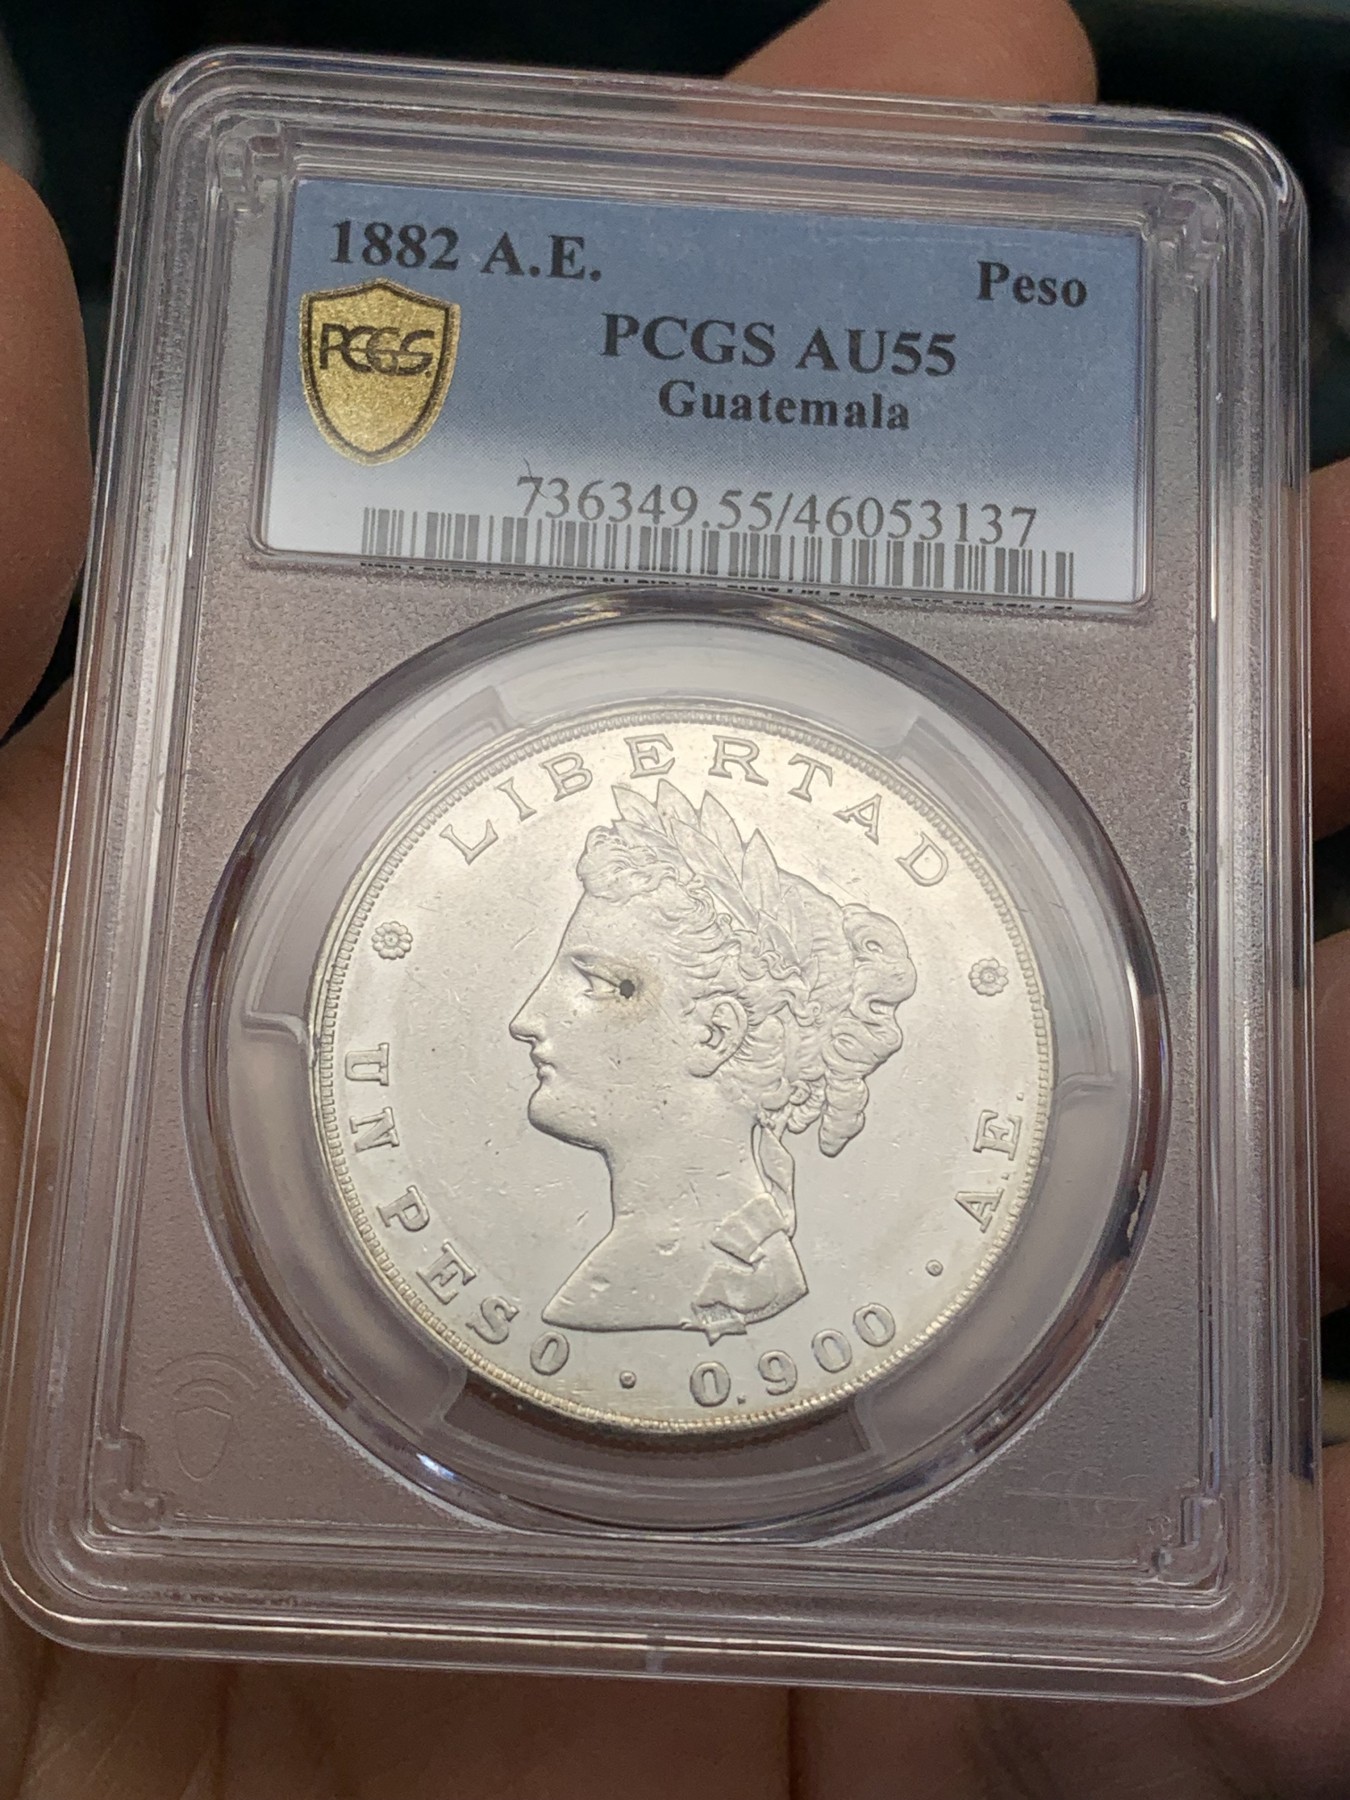 1882 A.E.
Peso
PCGS
PCGS AU55
Guatemala
736349.55/46053137
LIBERTAD
UN PESO · 0.900 · A.E.